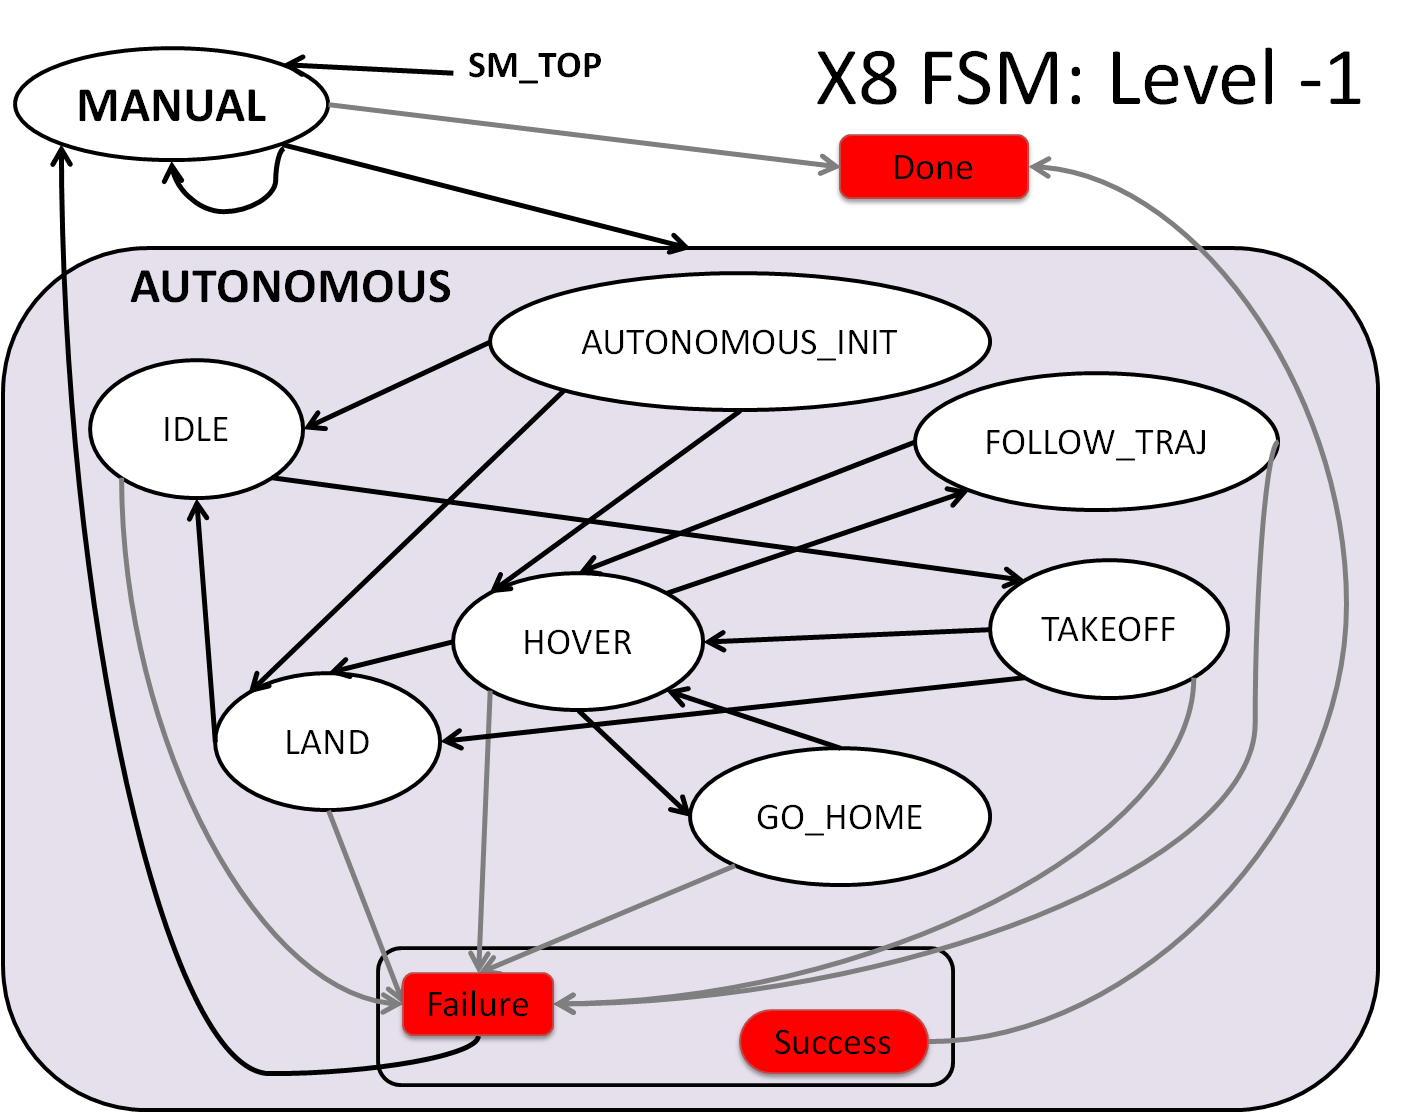 SM_TOP
X8 FSM: Level -1
MANUAL
Done
AUTONOMOUS
AUTONOMOUS_INIT
IDLE
FOLLOW_TRAJ
HOVER
TAKEOFF
LAND
GO_HOME
Failure
Success